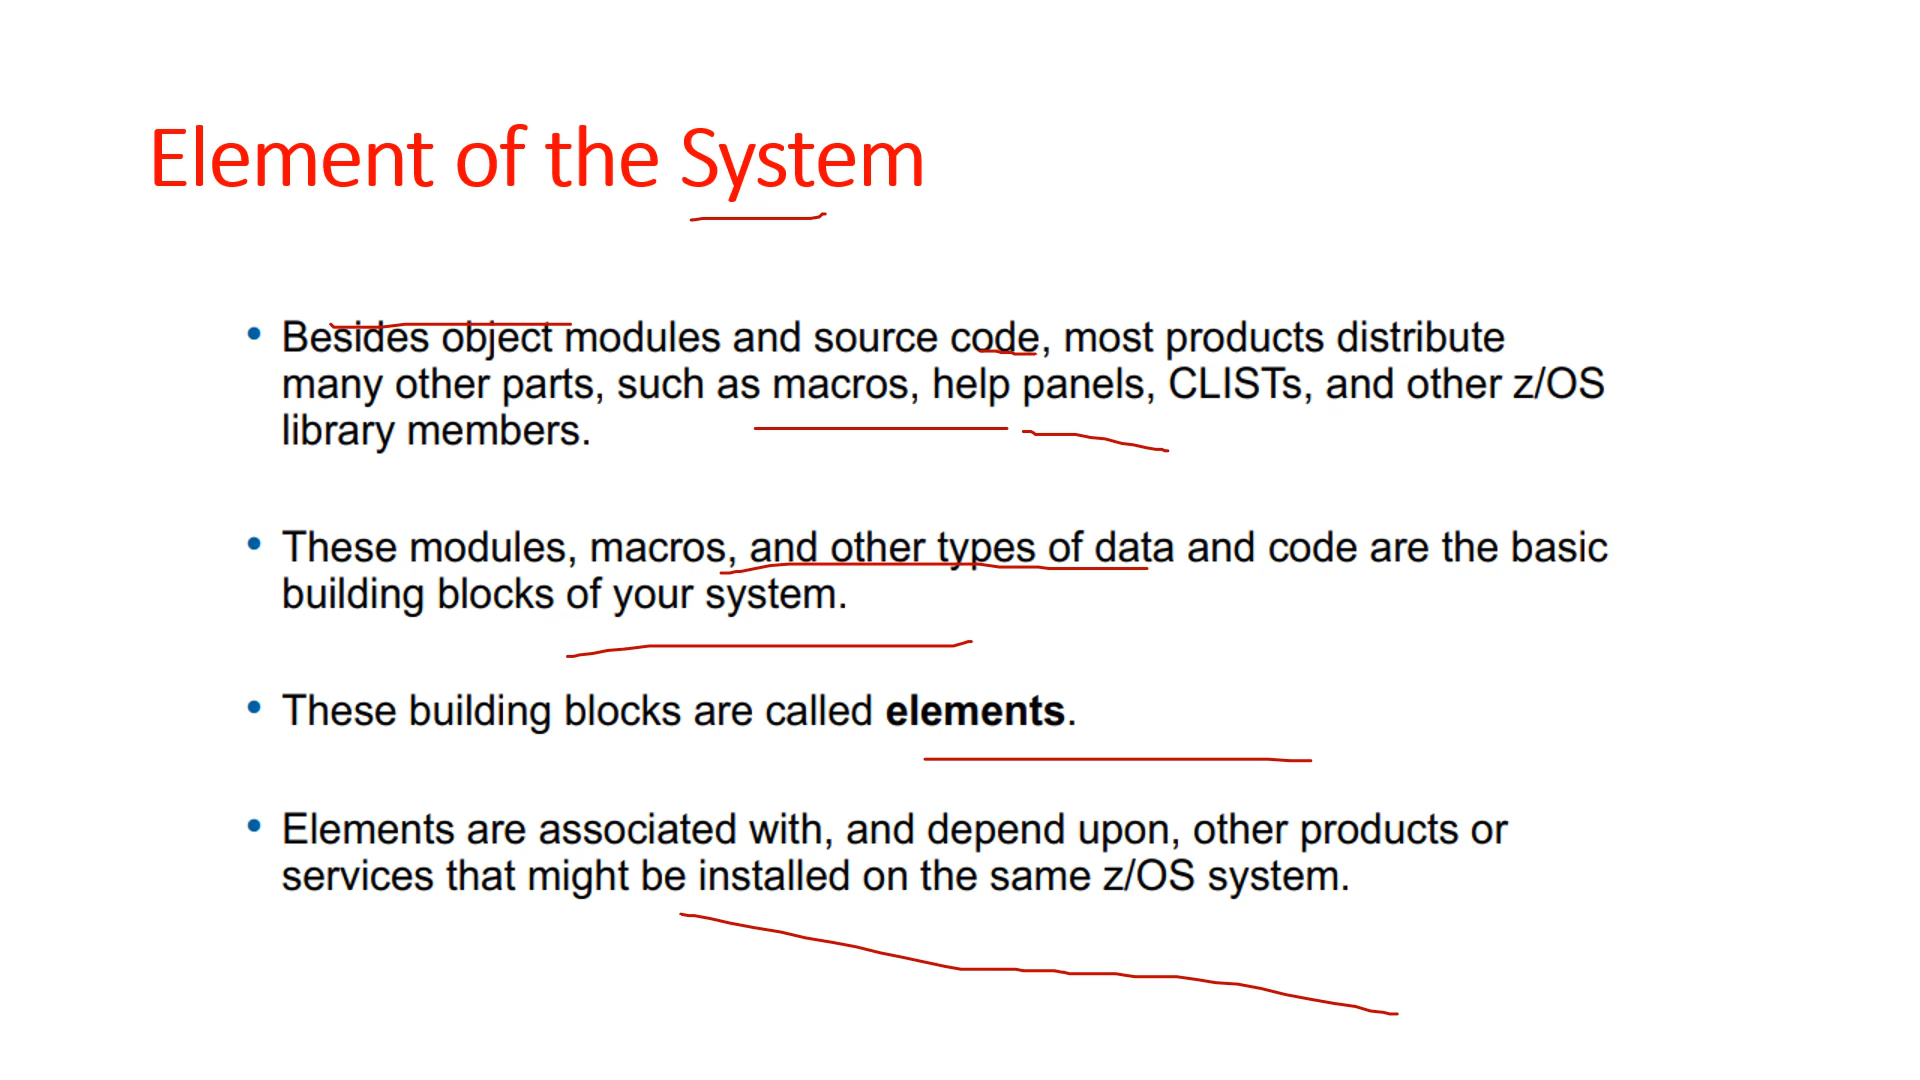 Element of the System
• Besides object modules and source code, most products distribute
many other parts, such as macros, help panels, CLISTs, and other z/OS
library members.
• These modules, macros, and other types of data and code are the basic
building blocks of your system.
• These building blocks are called elements.
• Elements are associated with, and depend upon, other products or
services that might be installed on the same z/OS system.